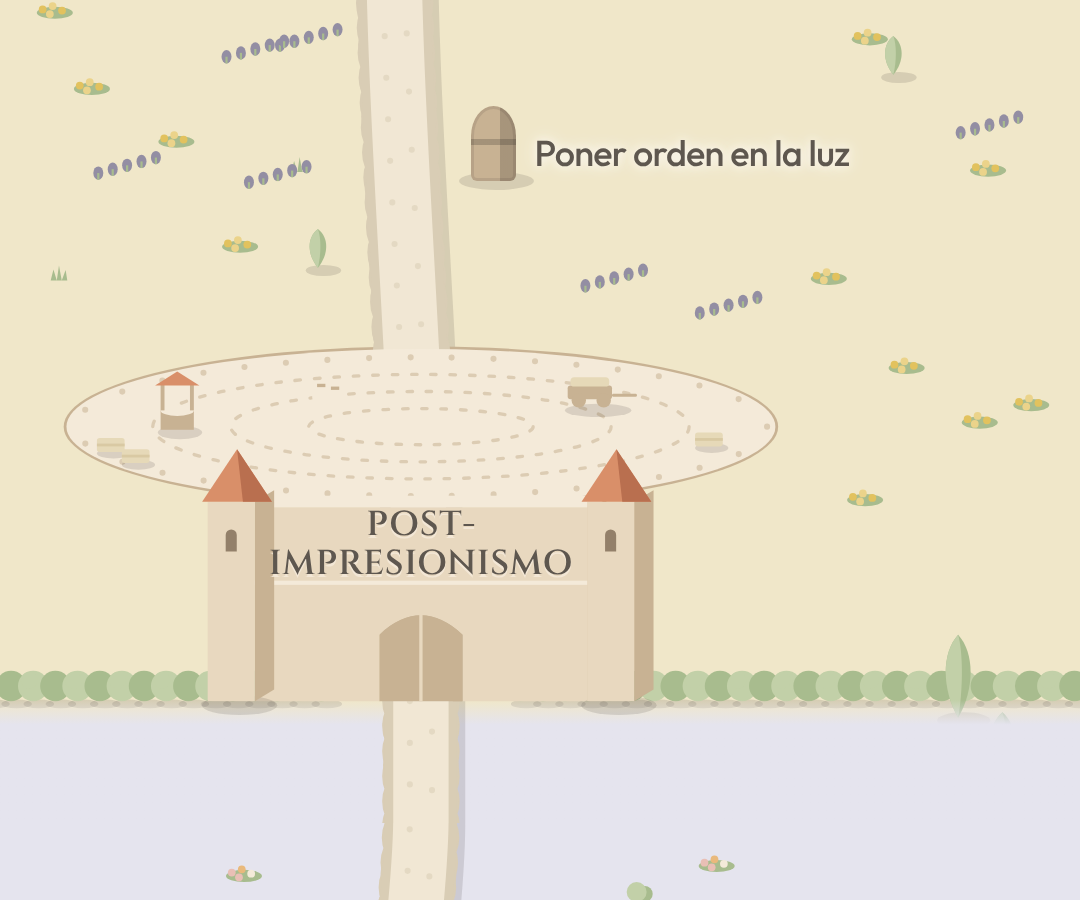 Poner orden en la luz
POST-
IMPRESIONISMO